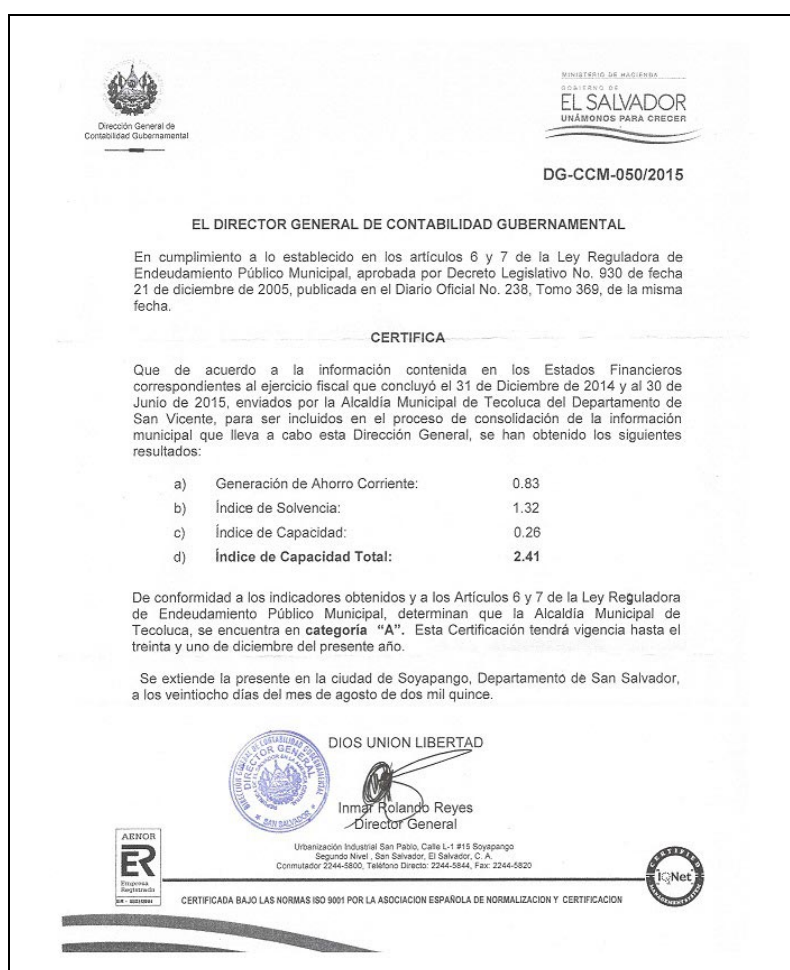 MINISTERIO DE HACIENDA
GOBIERNO DE
EL SALVADOR
UNÁMONOS PARA CRECER
Dirección General de
Contabilidad Gubernamental
DG-CCM-050/2015
EL DIRECTOR GENERAL DE CONTABILIDAD GUBERNAMENTAL
En cumplimiento a lo establecido en los artículos 6 y 7 de la Ley Reguladora de
Endeudamiento Público Municipal, aprobada por Decreto Legislativo No. 930 de fecha
21 de diciembre de 2005, publicada en el Diario Oficial No. 238, Tomo 369, de la misma
fecha.
CERTIFICA
Que de acuerdo a la información contenida en los Estados Financieros
correspondientes al ejercicio fiscal que concluyó el 31 de Diciembre de 2014 y al 30 de
Junio de 2015, enviados por la Alcaldía Municipal de Tecoluca del Departamento de
San Vicente, para ser incluidos en el proceso de consolidación de la información
municipal que lleva a cabo esta Dirección General, se han obtenido los siguientes
resultados:
a) Generación de Ahorro Corriente: 0.83
b) Índice de Solvencia: 1.32
c) Índice de Capacidad: 0.26
d) Índice de Capacidad Total: 2.41
De conformidad a los indicadores obtenidos y a los Artículos 6 y 7 de la Ley Reguladora
de Endeudamiento Público Municipal, determinan que la Alcaldía Municipal de
Tecoluca, se encuentra en categoría “A”. Esta Certificación tendrá vigencia hasta el
treinta y uno de diciembre del presente año.
Se extiende la presente en la ciudad de Soyapango, Departamento de San Salvador,
a los veintiocho días del mes de agosto de dos mil quince.
DIOS UNION LIBERTAD
DIRECTOR GENERAL
SAN SALVADOR
Inmar Rolando Reyes
Director General
Urbanización Industrial San Pablo, Calle L-1 #15 Soyapango
Segundo Nivel , San Salvador, El Salvador, C. A.
Conmutador 2244-5800, Teléfono Directo: 2244-5844, Fax: 2244-5820
AENOR
ER
Empresa
Registrada
CERTIFIED
IQNet
MANAGEMENT SYSTEM
CERTIFICADA BAJO LAS NORMAS ISO 9001 POR LA ASOCIACION ESPAÑOLA DE NORMALIZACION Y CERTIFICACION